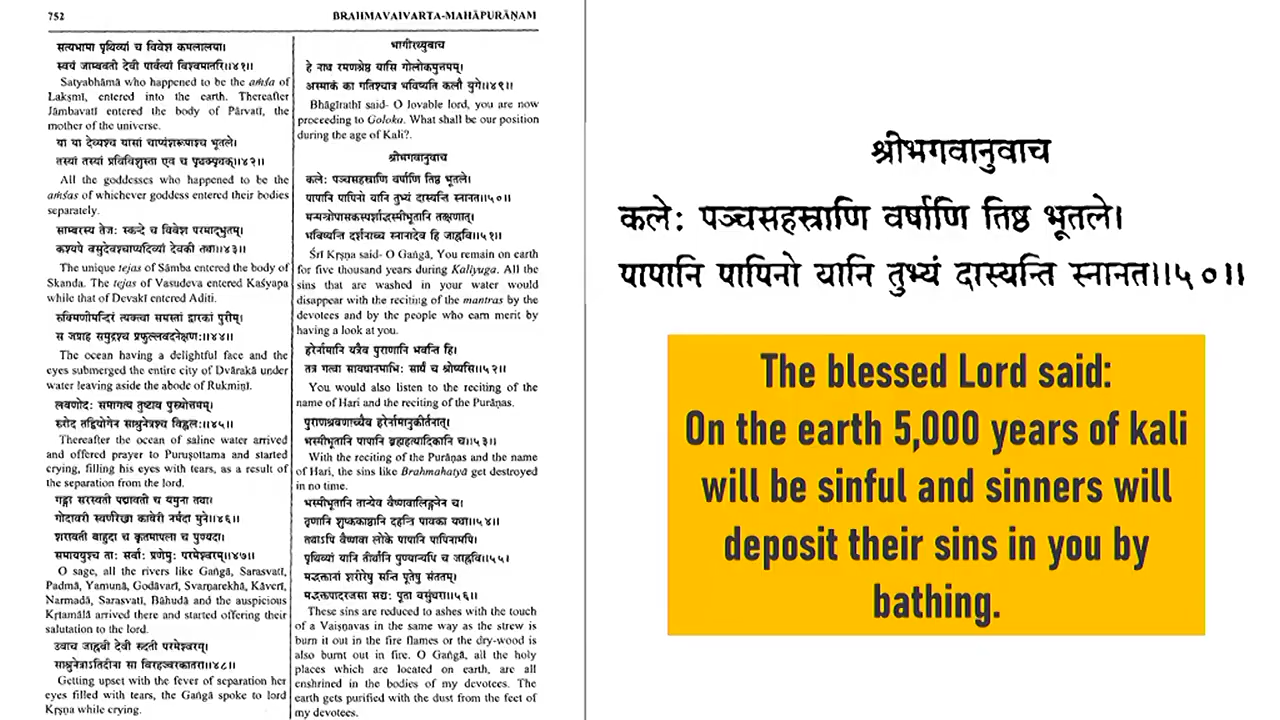 752
BRAHMAVAIVARTA-MAHĀPURĀṆAM
सत्यभामा पृथिव्यां च विवेश कमलालया।
स्वयं जाम्बवती देवी पार्वत्यां विश्वमातरि॥४१॥
Satyabhāmā who happened to be the aṁśa of
Lakṣmī, entered into the earth. Thereafter
Jāmbavatī entered the body of Pārvatī, the
mother of the universe.
या या देव्यश्च यासां चाप्यंशरूपाश्च भूतले।
तस्यां तस्यां प्रविविशुस्ता एव च पृथक्पृथक्॥४२॥
All the goddesses who happened to be the
aṁśas of whichever goddess entered their bodies
separately.
साम्बस्य तेजः स्कन्दे च विवेश परमाद्भुतम्।
कश्यपे वसुदेवश्चाप्यदित्यां देवकी तथा॥४३॥
The unique tejas of Sāmba entered the body of
Skanda. The tejas of Vasudeva entered Kaśyapa
while that of Devakī entered Aditi.
रुक्मिणीमन्दिरं त्यक्त्वा समस्तां द्वारकां पुरीम्।
स जग्राह समुद्रश्च प्रफुल्लवदनेक्षणः॥४४॥
The ocean having a delightful face and the
eyes submerged the entire city of Dvārakā under
water leaving aside the abode of Rukmiṇī.
लवणोदः समागत्य तुष्टाव पुरुषोत्तमम्।
रुरोद तद्वियोगेन साश्रुनेत्रश्च विह्वलः॥४५॥
Thereafter the ocean of saline water arrived
and offered prayer to Puruṣottama and started
crying, filling his eyes with tears, as a result of
the separation from the lord.
गङ्गा सरस्वती पद्मावती च यमुना तथा।
गोदावरी स्वर्णरेखा कावेरी नर्मदा मुने॥४६॥
शरावती बाहुदा च कृतमाला च पुण्यदा।
समाययुश्च ताः सर्वाः प्रणेमुः परमेश्वरम्॥४७॥
O sage, all the rivers like Gaṅgā, Sarasvatī,
Padmā, Yamunā, Godāvarī, Svarṇarekhā, Kāverī,
Narmadā, Sarasvatī, Bāhudā and the auspicious
Kṛtamālā arrived there and started offering their
salutation to the lord.
उवाच जाह्नवी देवी रुदती परमेश्वरम्।
साश्रुनेत्राऽतिदीना सा विरहज्वरकातरा॥४८॥
Getting upset with the fever of separation her
eyes filled with tears, the Gaṅgā spoke to lord
Kṛṣṇa while crying.
भागीरथ्युवाच
हे नाथ रमणश्रेष्ठ यासि गोलोकमुत्तमम्।
अस्माकं का गतिश्चात्र भविष्यति कलौ युगे॥४९॥
Bhāgīrathī said- O lovable lord, you are now
proceeding to Goloka. What shall be our position
during the age of Kali?.
श्रीभगवानुवाच
कलेः पञ्चसहस्राणि वर्षाणि तिष्ठ भूतले।
पापानि पापिनो यानि तुभ्यं दास्यन्ति स्नानतः॥५०॥
मन्मन्त्रोपासकस्पर्शाद्भस्मीभूतानि तत्क्षणात्।
भविष्यन्ति दर्शनाच्च स्नानादेव हि जाह्नवि॥५१॥
Śrī Kṛṣṇa said- O Gaṅgā, You remain on earth
for five thousand years during Kaliyuga. All the
sins that are washed in your water would
disappear with the reciting of the mantras by the
devotees and by the people who earn merit by
having a look at you.
हरेर्नामानि यत्रैव पुराणानि भवन्ति हि।
तत्र गत्वा सावधानमाभिः सार्धं च श्रोष्यसि॥५२॥
You would also listen to the reciting of the
name of Hari and the reciting of the Purāṇas.
पुराणश्रवणाच्चैव हरेर्नामानुकीर्तनात्।
भस्मीभूतानि पापानि ब्रह्महत्यादिकानि च॥५३॥
With the reciting of the Purāṇas and the name
of Hari, the sins like Brahmahatyā get destroyed
in no time.
भस्मीभूतानि तान्येव वैष्णवालिङ्गनेन च।
तृणानि शुष्ककाष्ठानि दहन्ति पावका यथा॥५४॥
तथाऽपि वैष्णवा लोके पापानि पापिनामपि।
पृथिव्यां यानि तीर्थानि पुण्यान्यपि च जाह्नवि॥५५॥
मद्भक्तानां शरीरेषु सन्ति पूतेषु संततम्।
मद्भक्तपादरजसा सद्यः पूता वसुंधरा॥५६॥
These sins are reduced to ashes with the touch
of a Vaiṣṇavas in the same way as the strew is
burn it out in the fire flames or the dry-wood is
also burnt out in fire. O Gaṅgā, all the holy
places which are located on earth, are all
enshrined in the bodies of my devotees. The
earth gets purified with the dust from the feet of
my devotees.
श्रीभगवानुवाच
कलेः पञ्चसहस्राणि वर्षाणि तिष्ठ भूतले।
पापानि पापिनो यानि तुभ्यं दास्यन्ति स्नानत॥५०॥
The blessed Lord said:
On the earth 5,000 years of kali
will be sinful and sinners will
deposit their sins in you by
bathing.